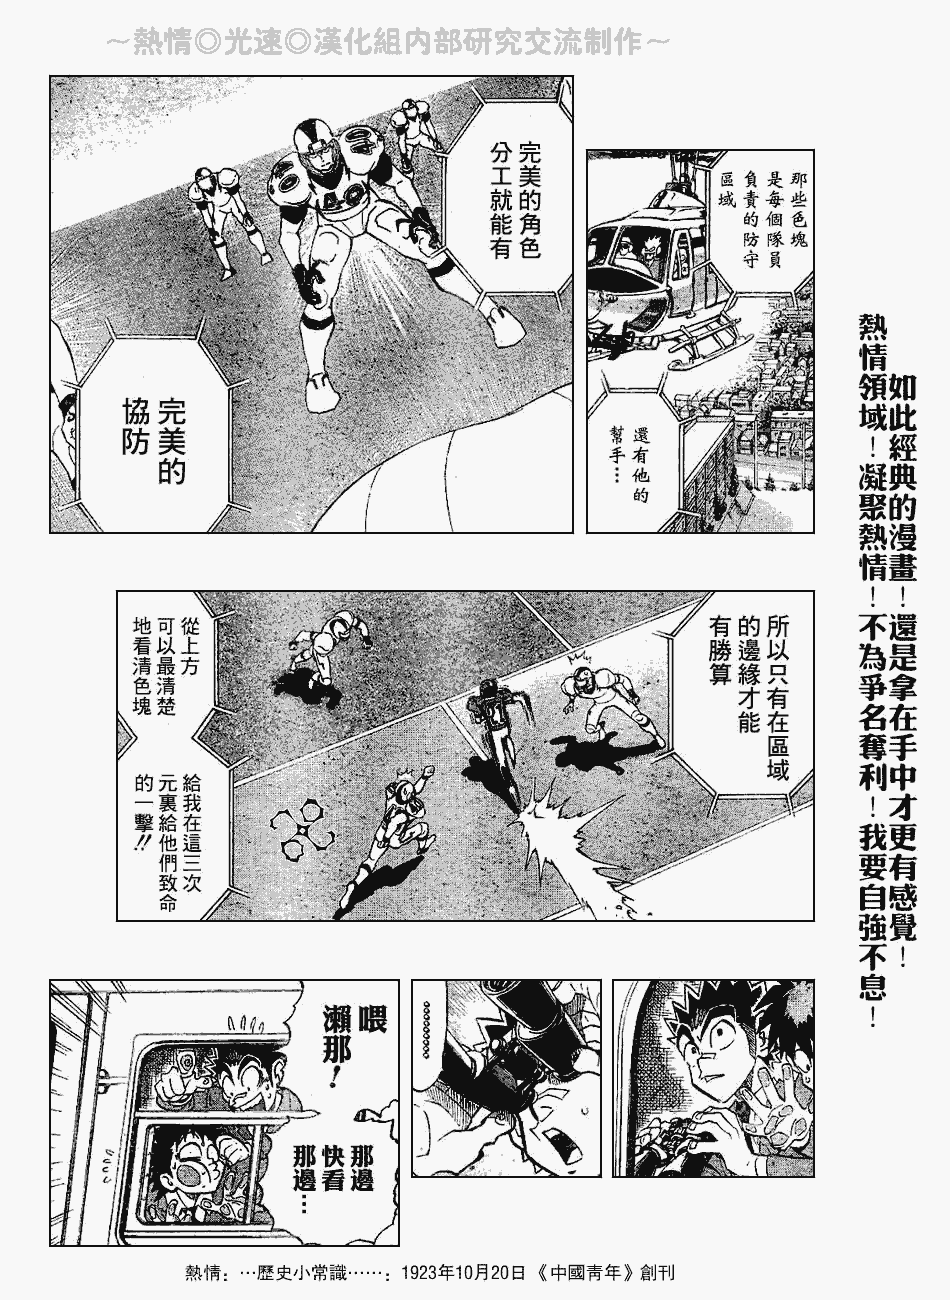 ～熱情◎光速◎漢化組内部研究交流制作～
那些色塊
是每個隊員
負責的防守
區域
還有他的
幫手…
完美的角色
分工就能有
完美的
協防
所以只有在區域
的邊緣才能
有勝算
從上方
可以最清楚
地看清色塊
給我在這三次
元裏給他們致命
的一擊!!
…………
喂
瀨那！
那邊
快看
那邊…
如此經典的漫畫！還是拿在手中才更有感覺！
熱情領域！凝聚熱情！不為爭名奪利！我要自強不息！
熱情：…歷史小常識……：1923年10月20日《中國青年》創刊